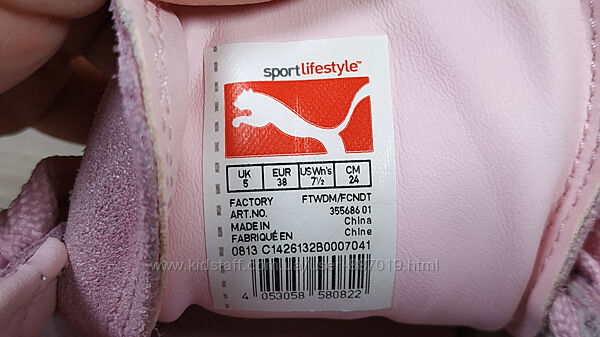 sportlifestyle™
UK EUR US Wn's CM
5 38 7½ 24
FACTORY FTWDM/FCNDT
ART.NO. 355686 01
MADE IN China
FABRIQUÉ EN Chine
0813 C1426132B0007041
4 053058 580822